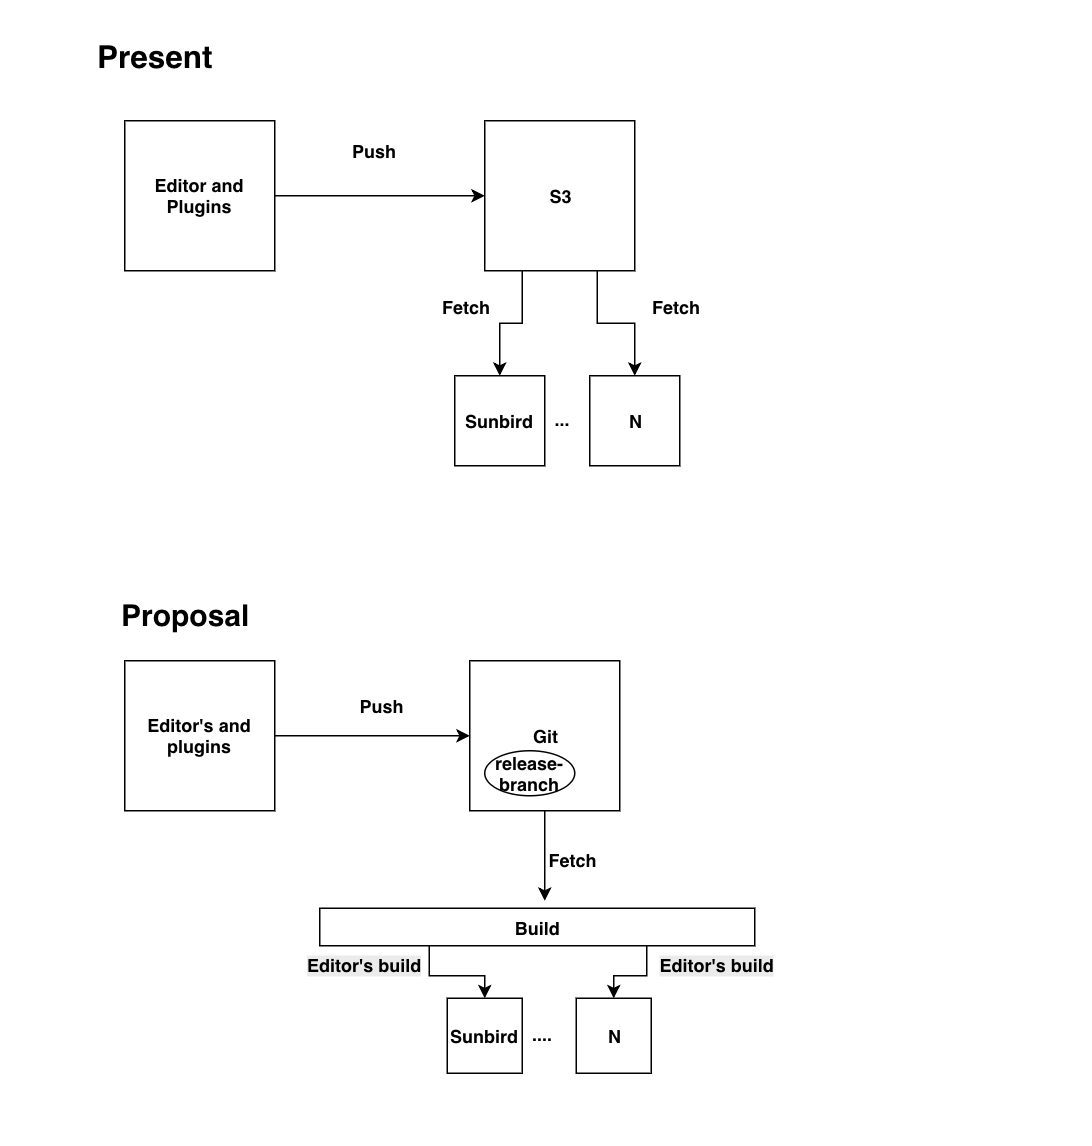 Present
Push
Editor and
Plugins
S3
Fetch
Fetch
Sunbird
...
N
Proposal
Push
Editor's and
plugins
Git
release-
branch
Fetch
Build
Editor's build
Editor's build
Sunbird
....
N